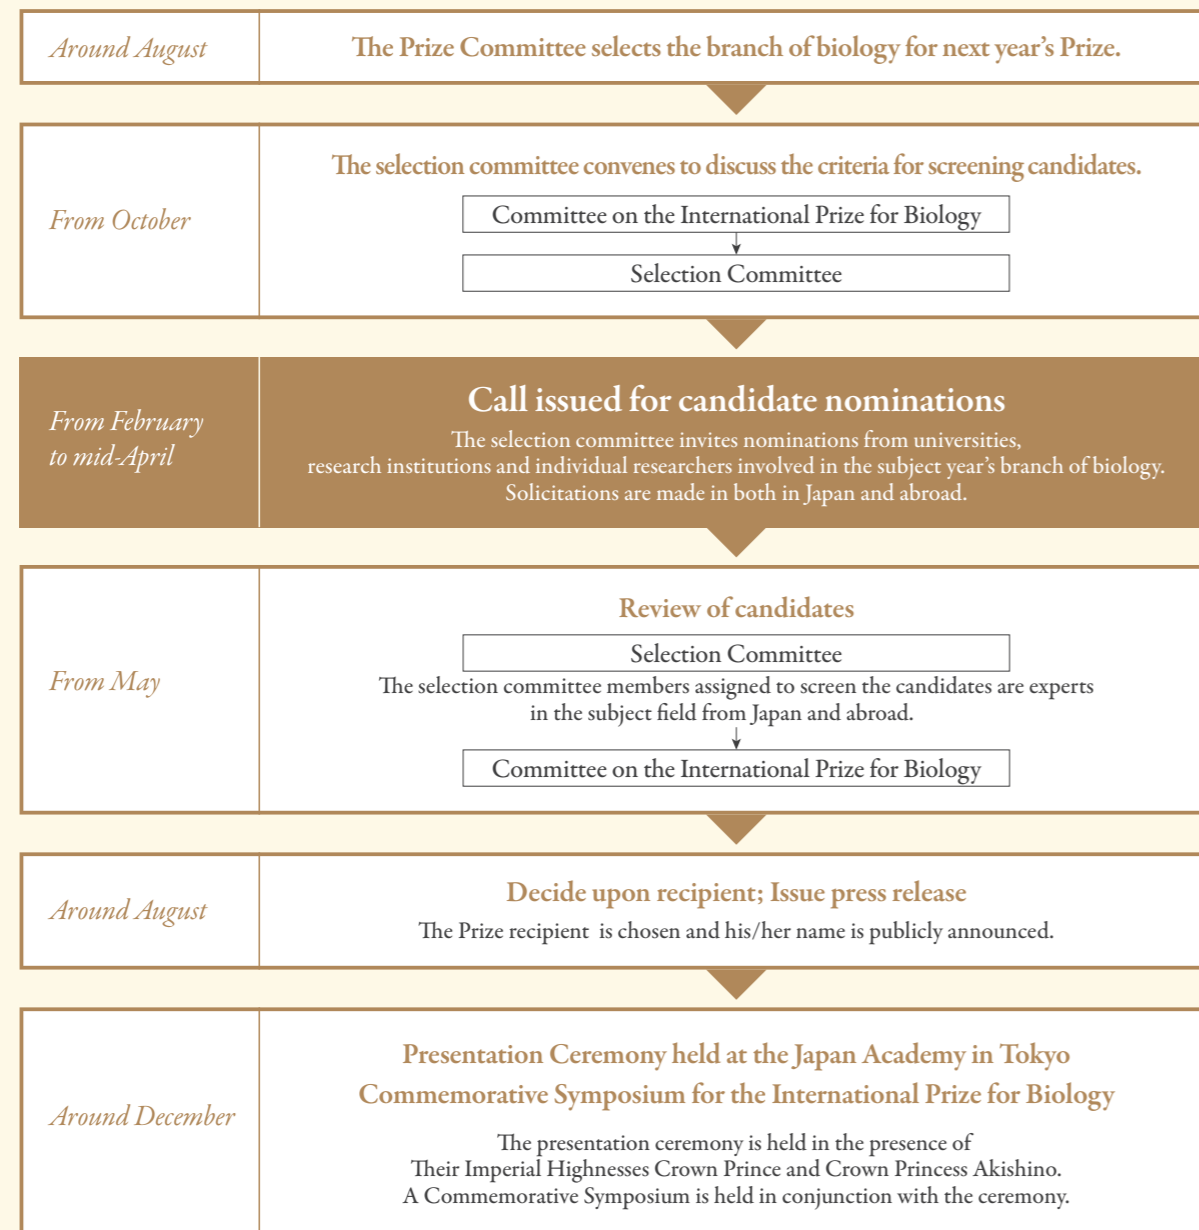 Around August
The Prize Committee selects the branch of biology for next year's Prize.
From October
The selection committee convenes to discuss the criteria for screening candidates.
Committee on the International Prize for Biology
Selection Committee
From February
to mid-April
Call issued for candidate nominations
The selection committee invites nominations from universities,
research institutions and individual researchers involved in the subject year's branch of biology.
Solicitations are made in both in Japan and abroad.
From May
Review of candidates
Selection Committee
The selection committee members assigned to screen the candidates are experts
in the subject field from Japan and abroad.
Committee on the International Prize for Biology
Around August
Decide upon recipient; Issue press release
The Prize recipient is chosen and his/her name is publicly announced.
Around December
Presentation Ceremony held at the Japan Academy in Tokyo
Commemorative Symposium for the International Prize for Biology
The presentation ceremony is held in the presence of
Their Imperial Highnesses Crown Prince and Crown Princess Akishino.
A Commemorative Symposium is held in conjunction with the ceremony.